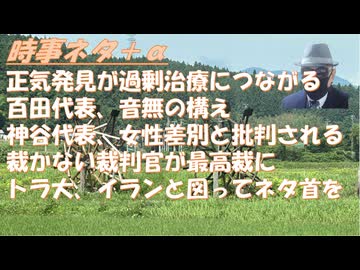 時事ネタ+α
正気発見が過剰治療につながる
百田代表、音無の構え
神谷代表、女性差別と批判される
裁かない裁判官が最高裁に
トラ大、イランと図ってネタ首を